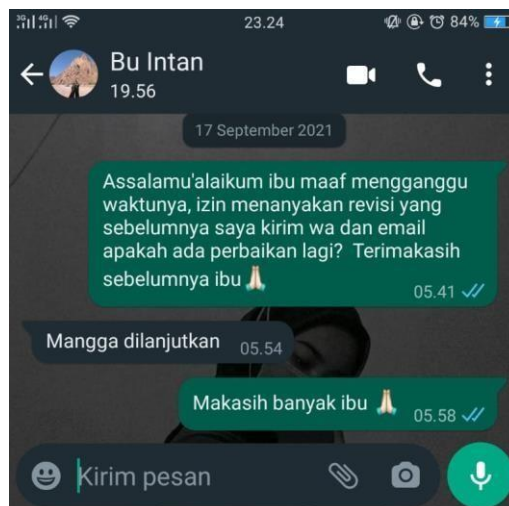 3G 4G 23.24 84%
Bu Intan
19.56
17 September 2021
Assalamu'alaikum ibu maaf mengganggu
waktunya, izin menanyakan revisi yang
sebelumnya saya kirim wa dan email
apakah ada perbaikan lagi? Terimakasih
sebelumnya ibu 🙏🏻
05.41
Mangga dilanjutkan 05.54
Makasih banyak ibu 🙏🏻 05.58
Kirim pesan